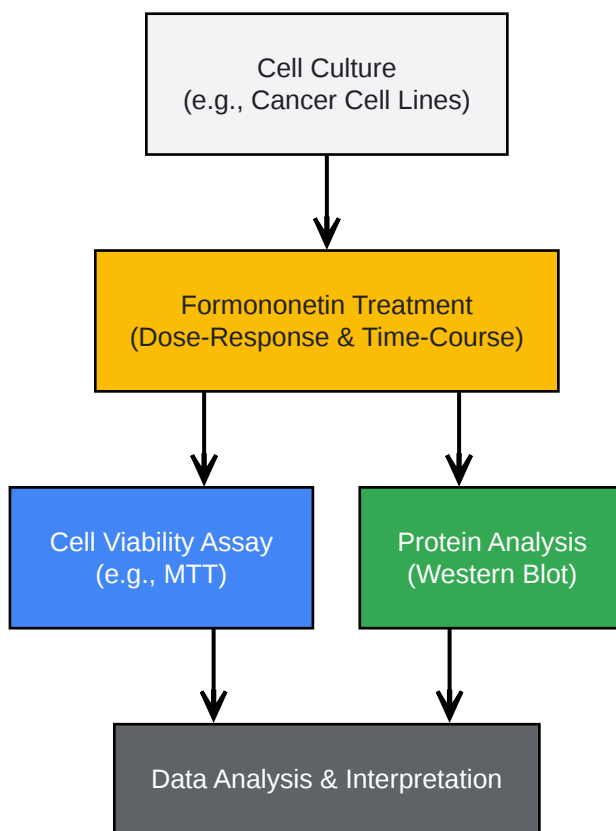 Cell Culture
(e.g., Cancer Cell Lines)
Formononetin Treatment
(Dose-Response & Time-Course)
Cell Viability Assay
(e.g., MTT)
Protein Analysis
(Western Blot)
Data Analysis & Interpretation